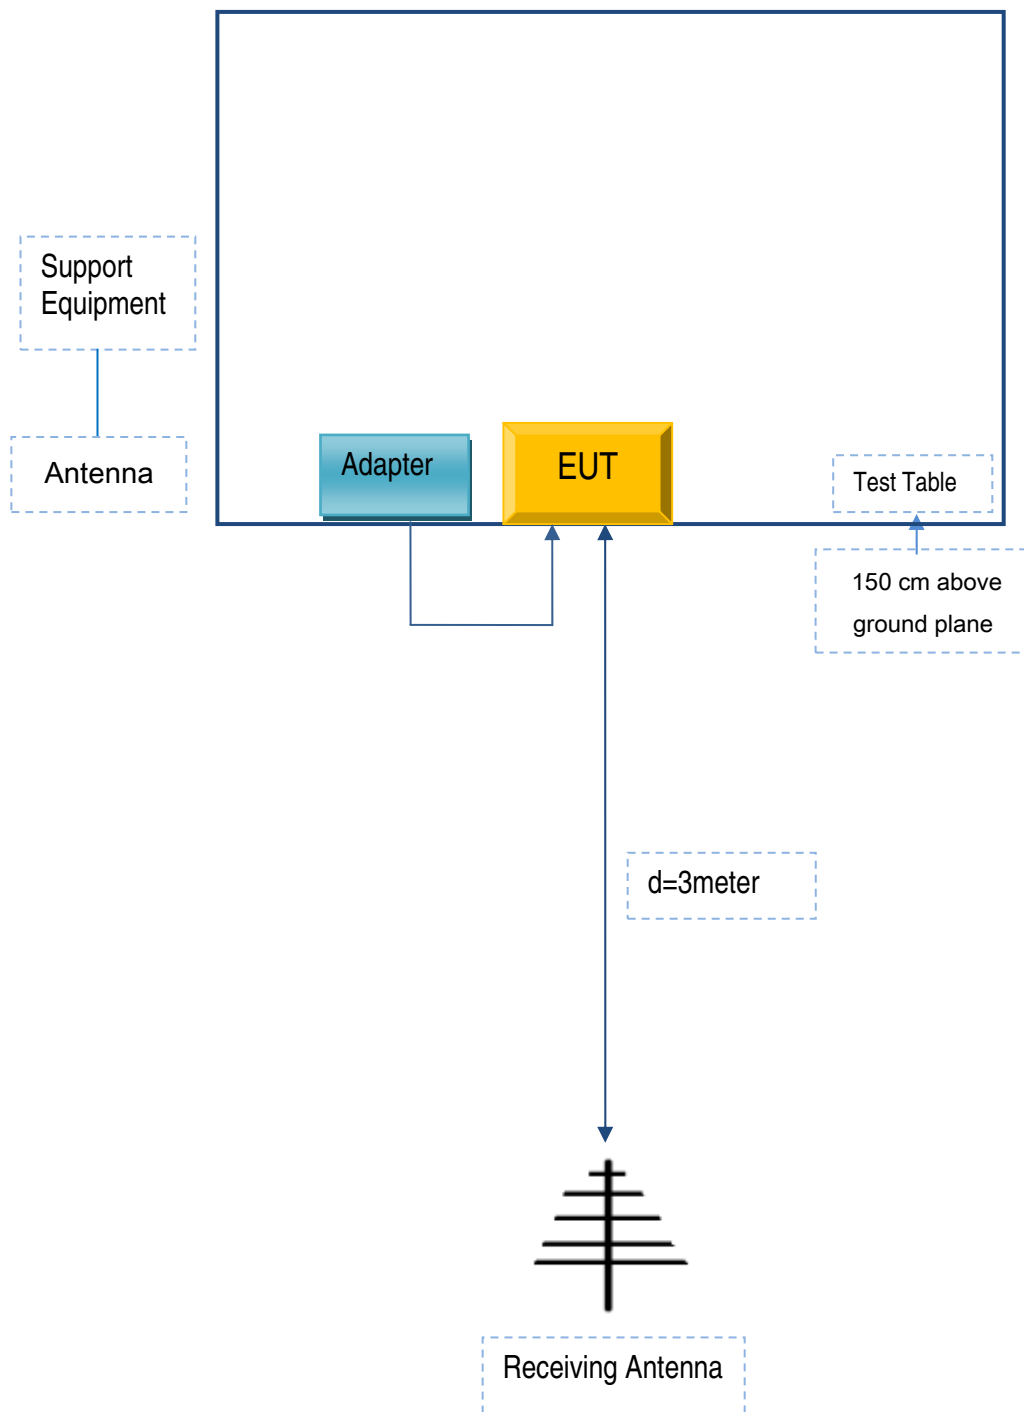 Support
Equipment
Antenna
Adapter
EUT
Test Table
150 cm above
ground plane
d=3meter
Receiving Antenna